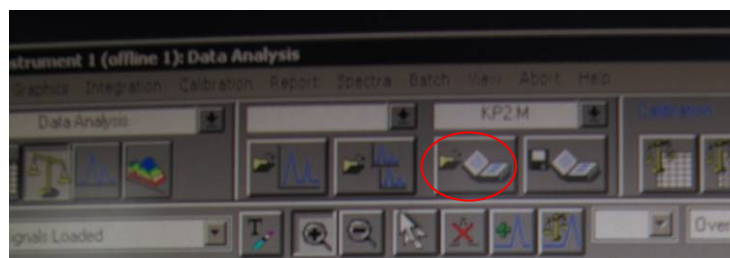 strument 1 (offline 1): Data Analysis
Graphics Integration Calibration Report Spectra Batch View Abort Help
Data Analysis KP2.M Calibration
ignals Loaded Over